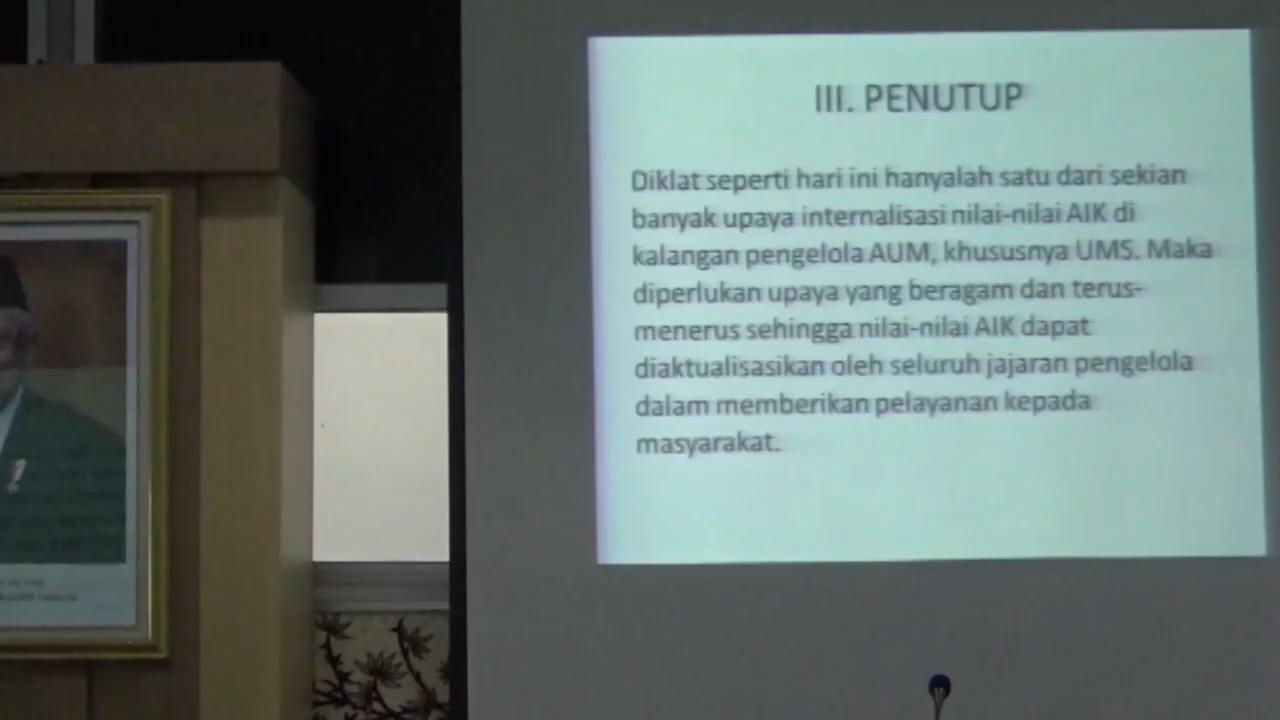 III. PENUTUP
Diklat seperti hari ini hanyalah satu dari sekian
banyak upaya internalisasi nilai-nilai AIK di
kalangan pengelola AUM, khususnya UMS. Maka
diperlukan upaya yang beragam dan terus-
menerus sehingga nilai-nilai AIK dapat
diaktualisasikan oleh seluruh jajaran pengelola
dalam memberikan pelayanan kepada
masyarakat.